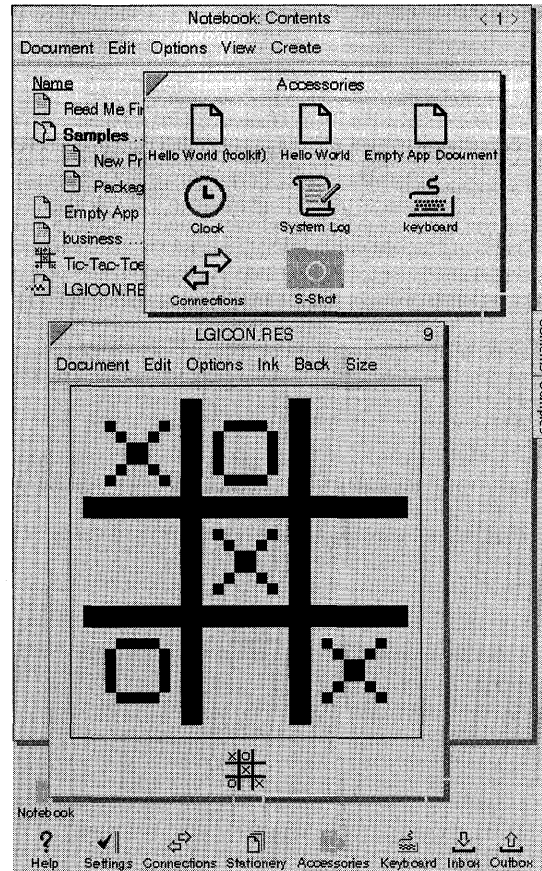 Notebook: Contents < 1 >
Document Edit Options View Create
Name
Accessories
Read Me Fir
Samples ...
New Pr
Packag
Empty App
business ...
Tic-Tac-Toe
LGICON.RE
Hello World (toolkit) Hello World Empty App Document
Clock System Log keyboard
Connections S-Shot
LGICON.RES 9
Document Edit Options Ink Back Size
Notebook
Help Settings Connections Stationery Accessories Keyboard Inbox Outbox